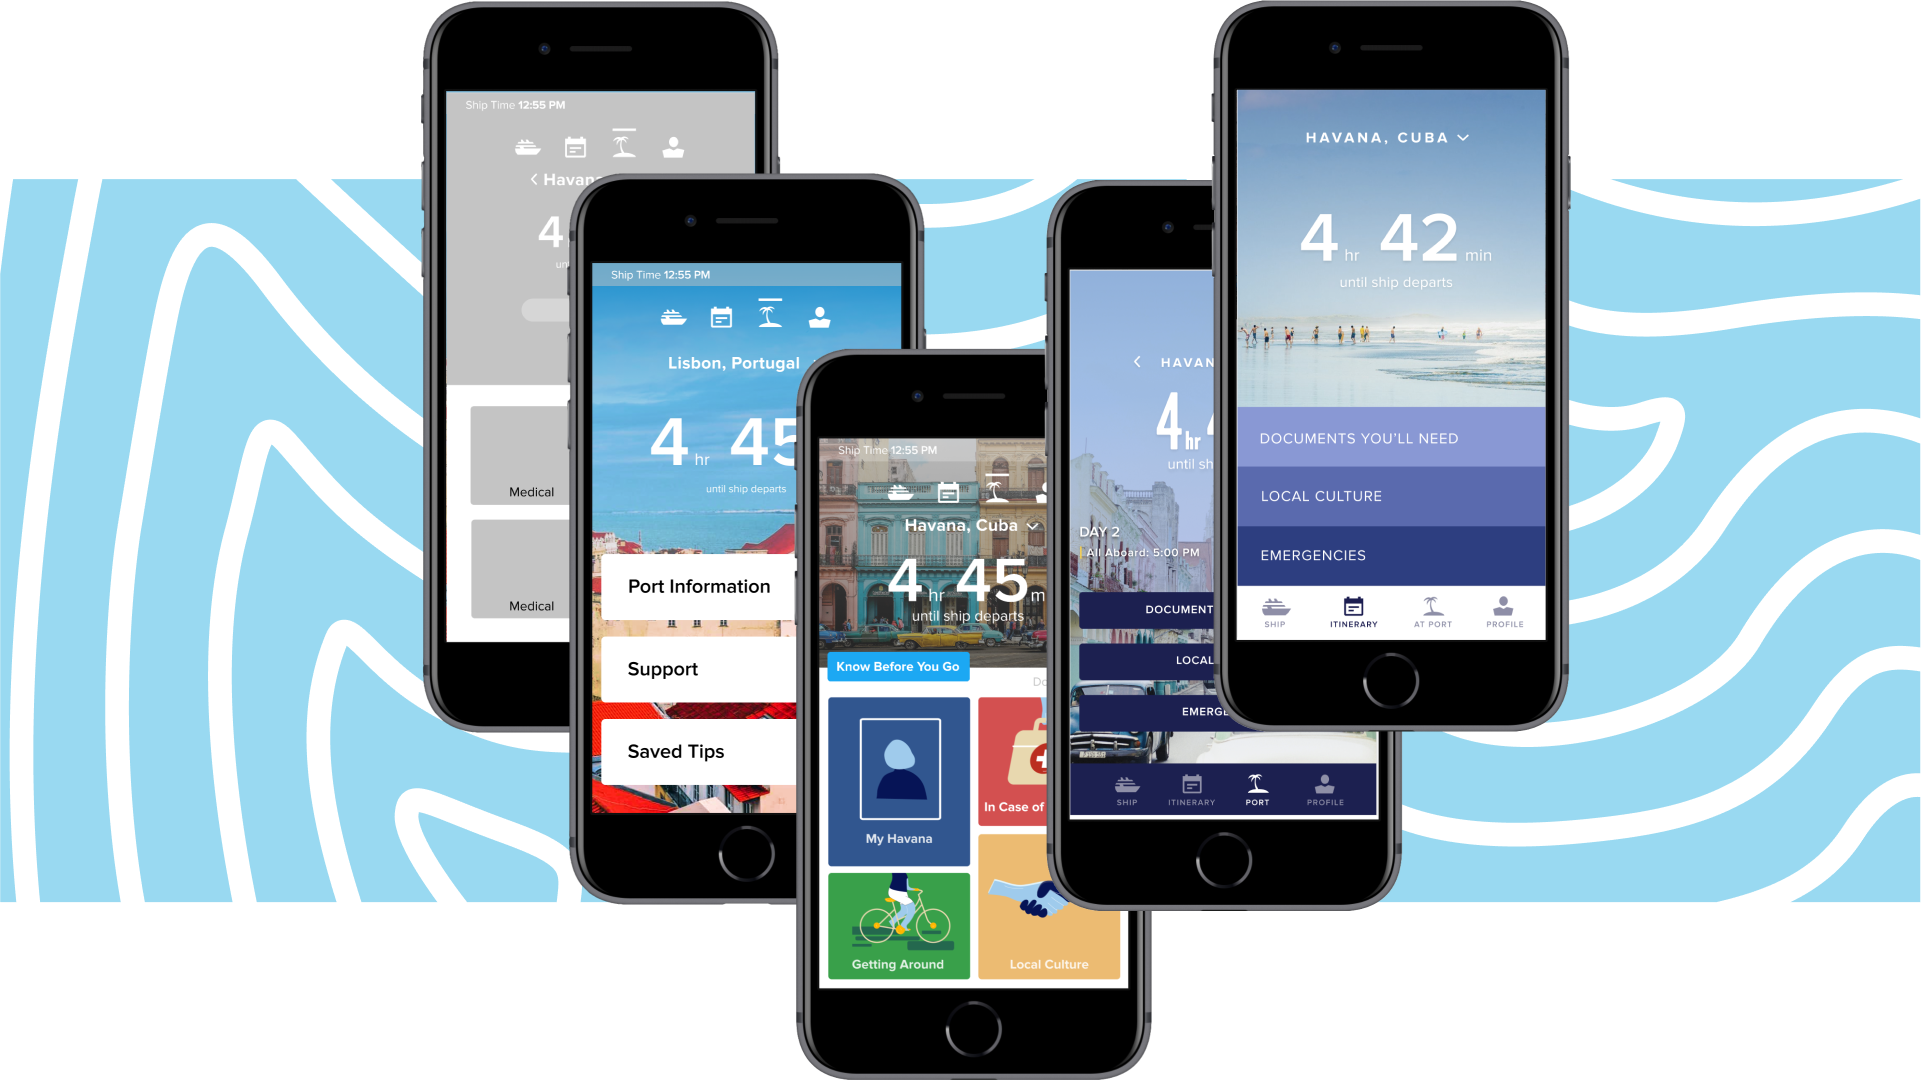 Ship Time 12:55 PM
< Havan
4
un
Medical
Medical
Ship Time 12:55 PM
Lisbon, Portugal
4 hr 45
until ship departs
Port Information
Support
Saved Tips
Ship Time 12:55 PM
Havana, Cuba
4 hr 45 m
until ship departs
Know Before You Go
Do
My Havana
In Case of
Getting Around
Local Culture
< HAVAN
4 hr
until sh
DAY 2
All Aboard: 5:00 PM
DOCUMENT
LOCAL
EMERGE
SHIP ITINERARY PORT PROFILE
HAVANA, CUBA
4 hr 42 min
until ship departs
DOCUMENTS YOU'LL NEED
LOCAL CULTURE
EMERGENCIES
SHIP ITINERARY AT PORT PROFILE